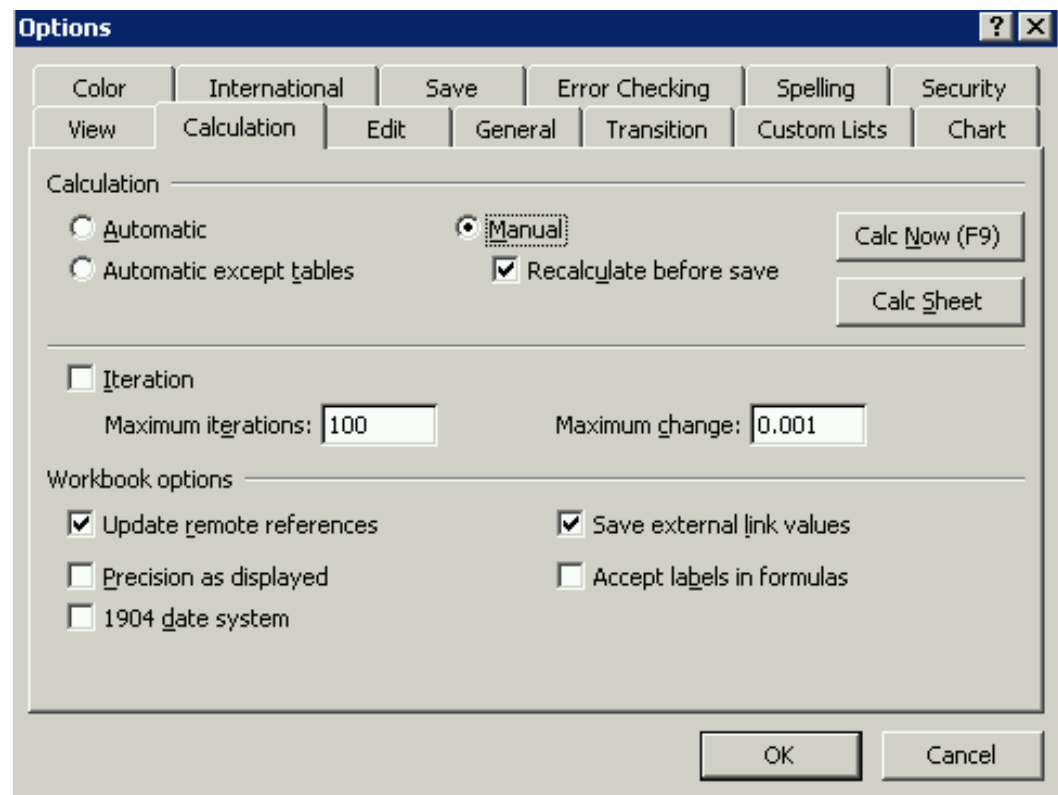 Options
Color International Save Error Checking Spelling Security
View Calculation Edit General Transition Custom Lists Chart
Calculation
Automatic Manual Calc Now (F9)
Automatic except tables Recalculate before save
Calc Sheet
Iteration
Maximum iterations: 100 Maximum change: 0.001
Workbook options
Update remote references Save external link values
Precision as displayed Accept labels in formulas
1904 date system
OK Cancel